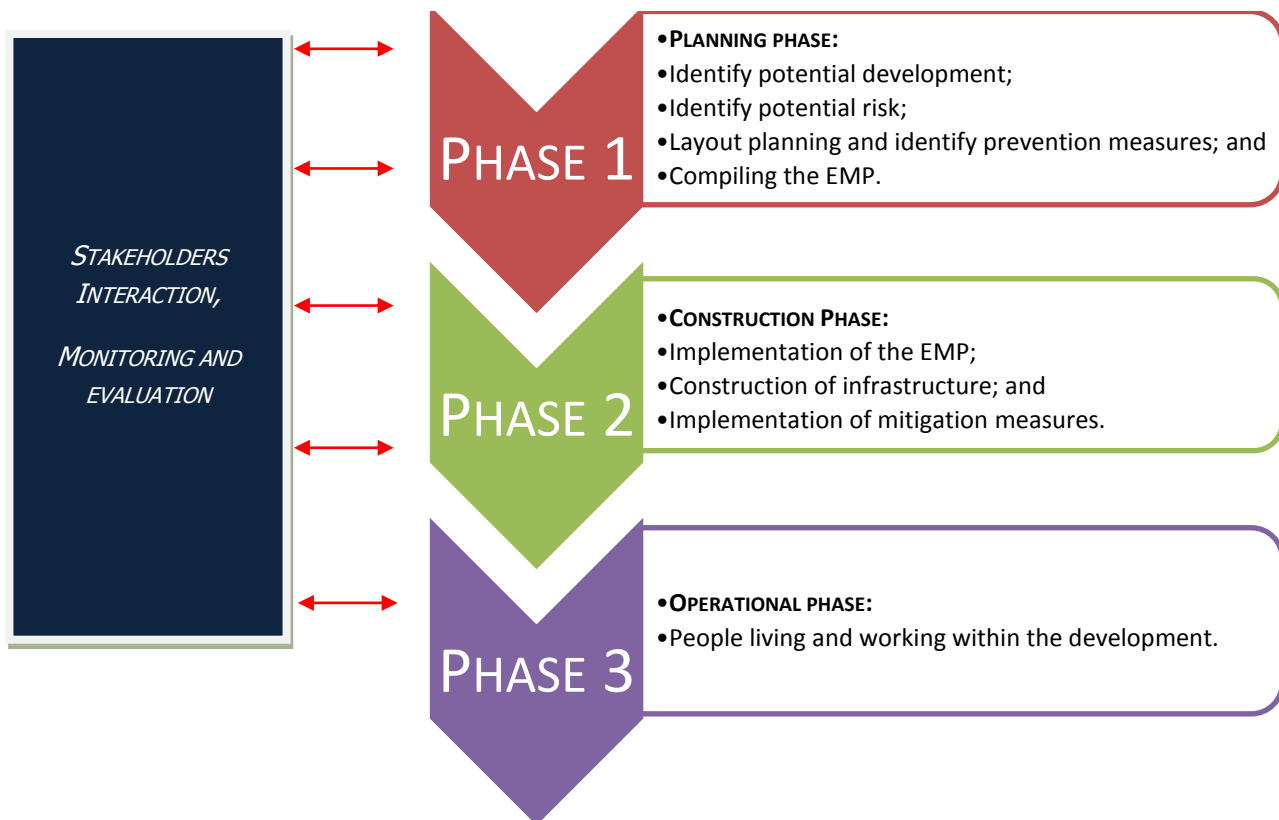 STAKEHOLDERS
INTERACTION,
MONITORING AND
EVALUATION
PHASE 1
•PLANNING PHASE:
•Identify potential development;
•Identify potential risk;
•Layout planning and identify prevention measures; and
•Compiling the EMP.
PHASE 2
•CONSTRUCTION PHASE:
•Implementation of the EMP;
•Construction of infrastructure; and
•Implementation of mitigation measures.
PHASE 3
•OPERATIONAL PHASE:
•People living and working within the development.